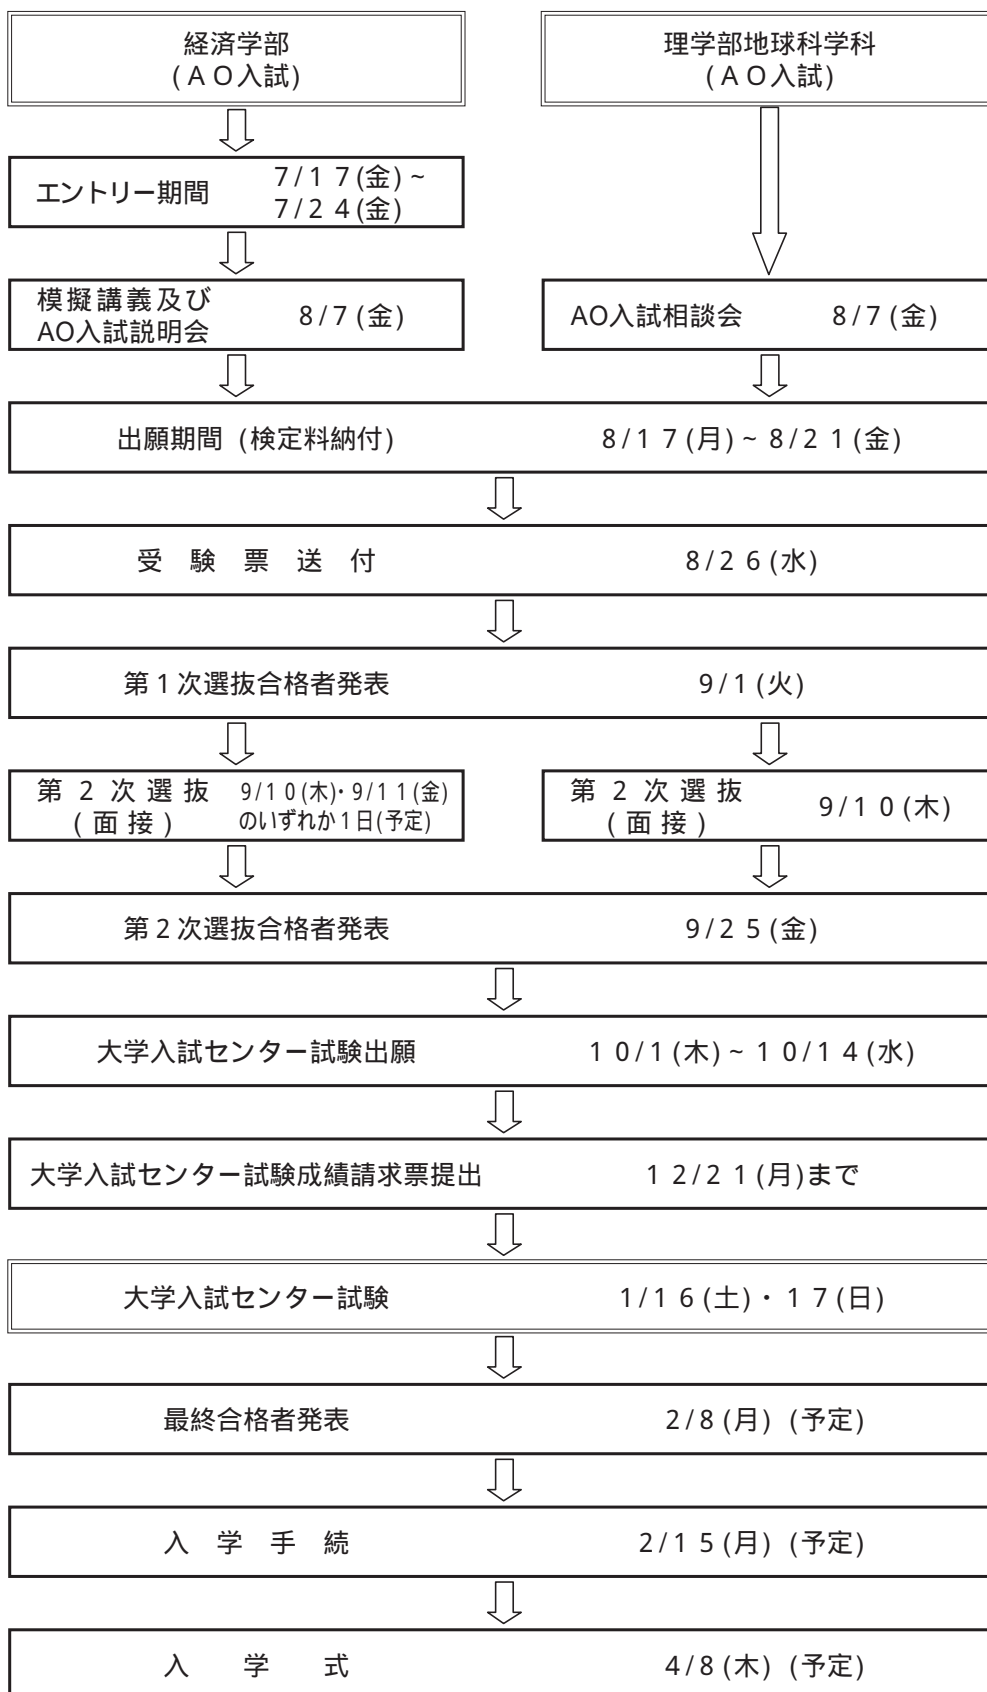 経済学部
(ＡＯ入試)
理学部地球科学科
(ＡＯ入試)
エントリー期間 7/17(金)~
7/24(金)
模擬講義及び
AO入試説明会 8/7(金)
AO入試相談会 8/7(金)
出願期間(検定料納付) 8/17(月)~8/21(金)
受験票送付 8/26(水)
第1次選抜合格者発表 9/1(火)
第2次選抜
(面接)
9/10(木)・9/11(金)
のいずれか1日(予定)
第2次選抜
(面接)
9/10(木)
第2次選抜合格者発表 9/25(金)
大学入試センター試験出願 10/1(木)~10/14(水)
大学入試センター試験成績請求票提出 12/21(月)まで
大学入試センター試験 1/16(土)・17(日)
最終合格者発表 2/8(月)(予定)
入学手続 2/15(月)(予定)
入学式 4/8(木)(予定)